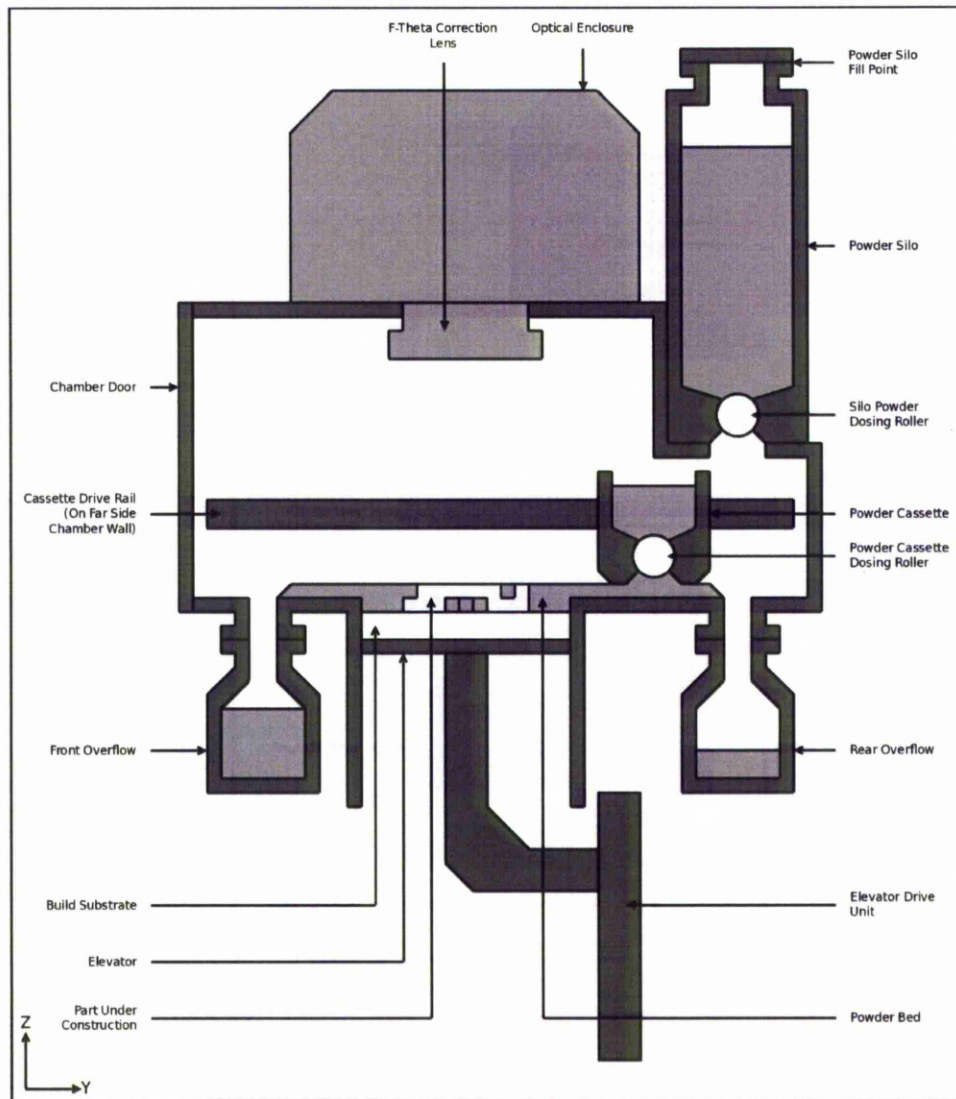 F-Theta Correction
Lens
Optical Enclosure
Powder Silo
Fill Point
Powder Silo
Chamber Door
Silo Powder
Dosing Roller
Cassette Drive Rail
(On Far Side
Chamber Wall)
Powder Cassette
Powder Cassette
Dosing Roller
Front Overflow
Rear Overflow
Build Substrate
Elevator Drive
Unit
Elevator
Part Under
Construction
Powder Bed
Z
Y